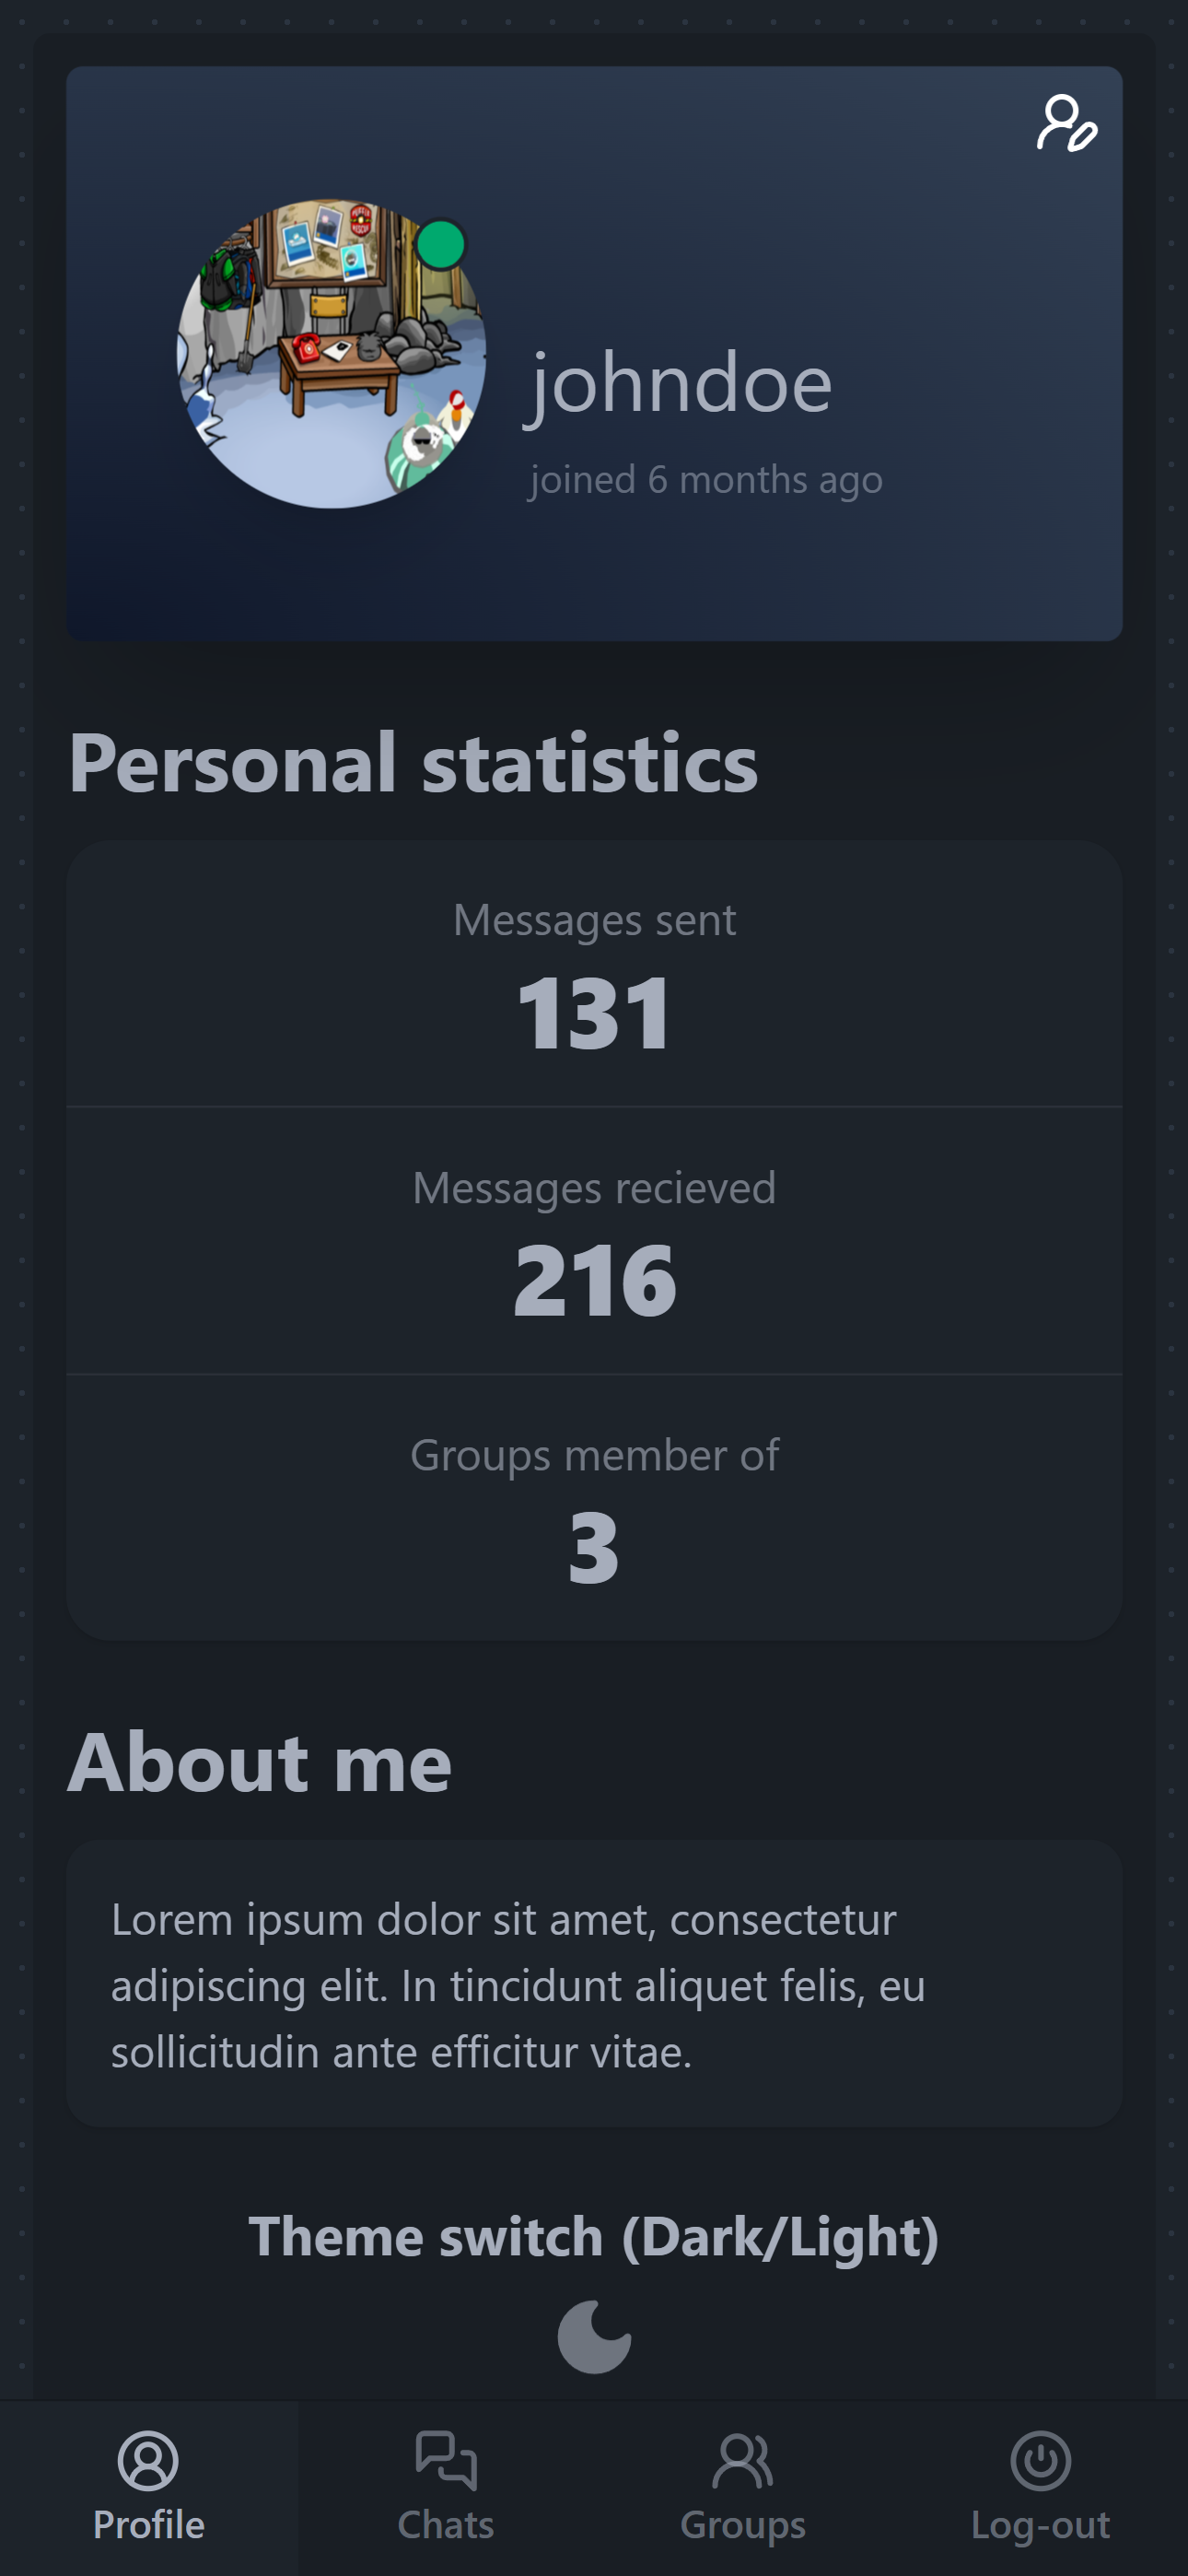 johndoe
joined 6 months ago
Personal statistics
Messages sent
131
Messages recieved
216
Groups member of
3
About me
Lorem ipsum dolor sit amet, consectetur
adipiscing elit. In tincidunt aliquet felis, eu
sollicitudin ante efficitur vitae.
Theme switch (Dark/Light)
Profile
Chats
Groups
Log-out